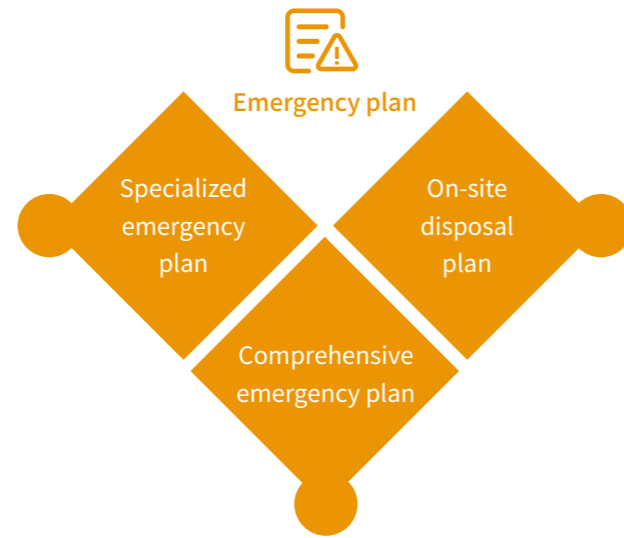 Emergency plan
Specialized
emergency
plan
On-site
disposal
plan
Comprehensive
emergency plan